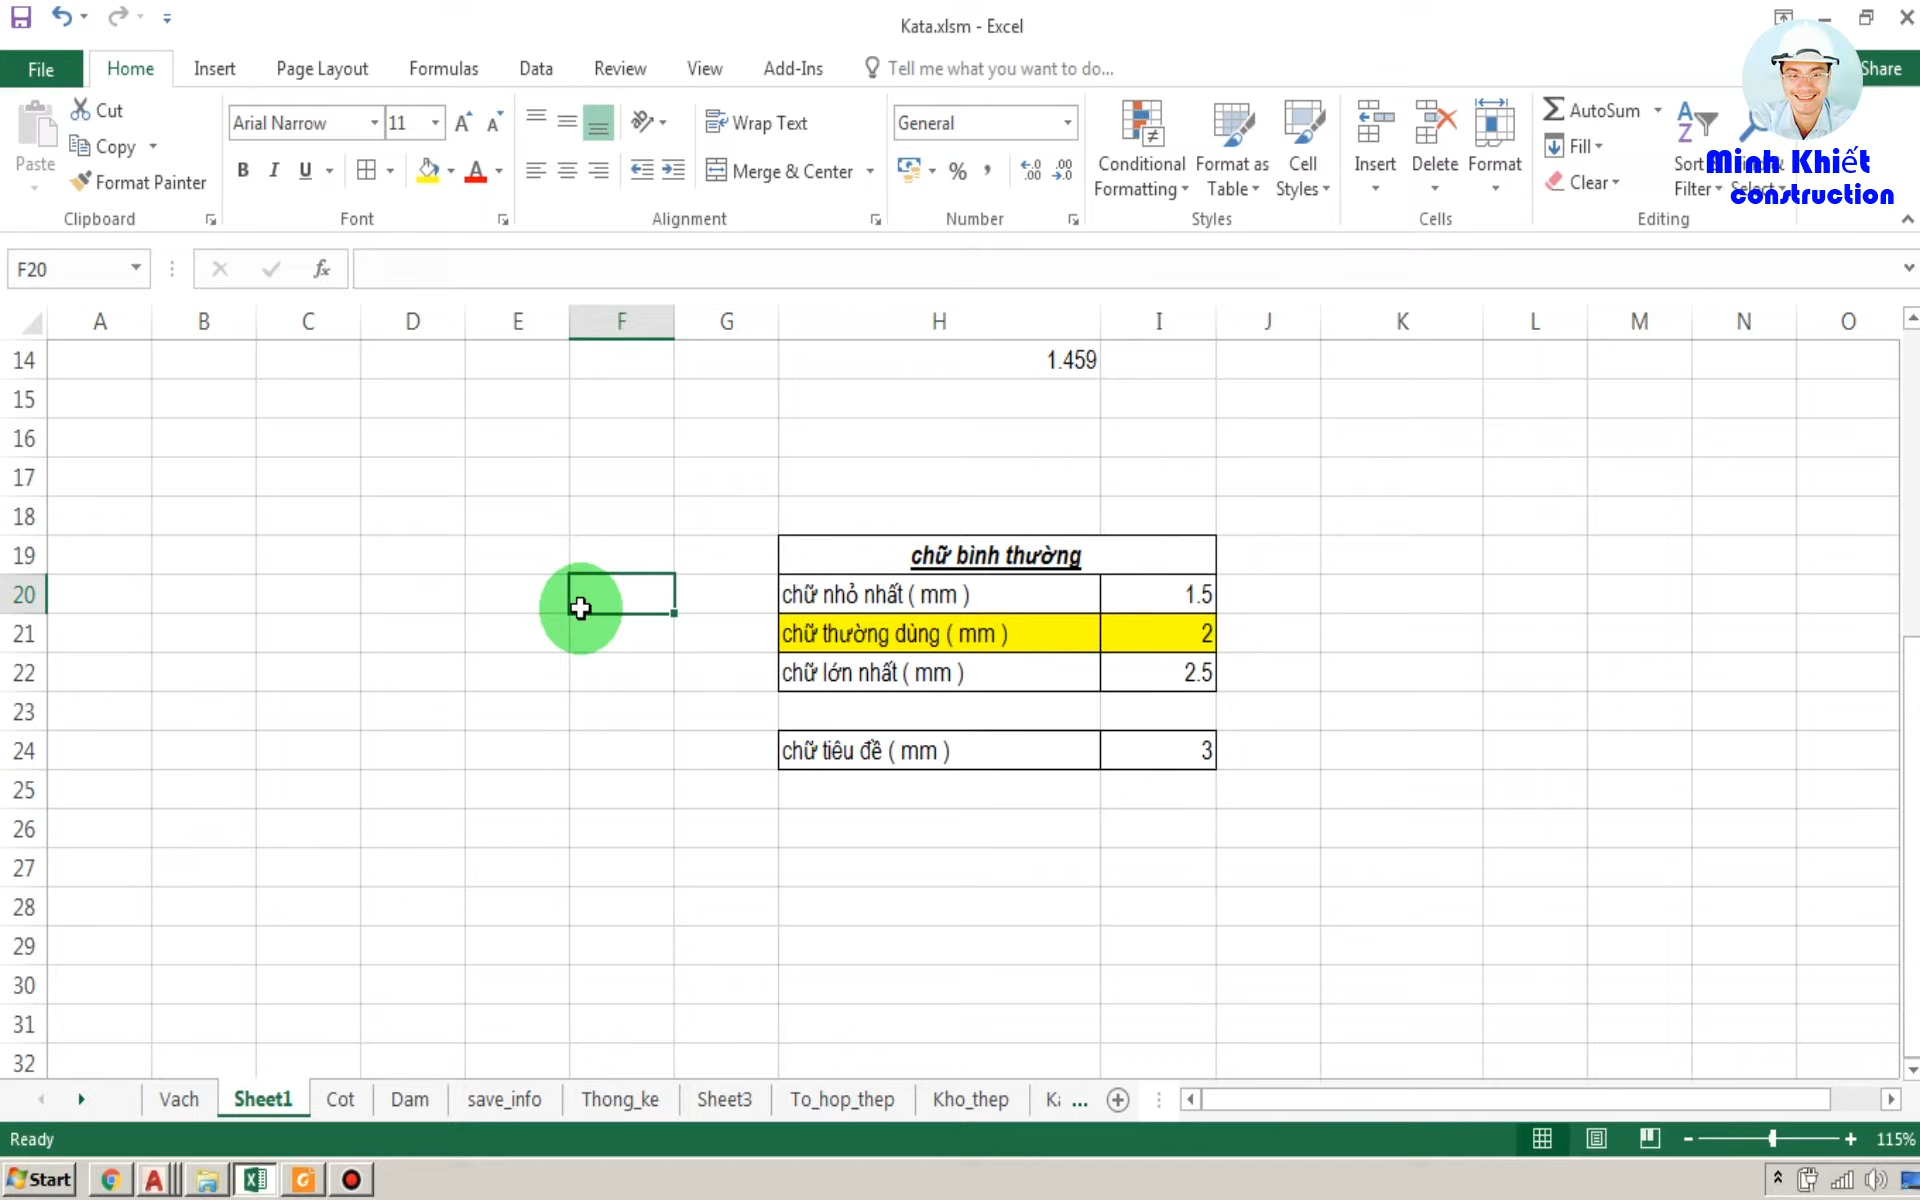 Kata.xlsm - Excel
File Home Insert Page Layout Formulas Data Review View Add-Ins Tell me what you want to do... Share
Cut
Copy
Format Painter
Paste
Clipboard
Arial Narrow 11
B I U
Font
Wrap Text
Merge & Center
Alignment
General
% ,
Number
Conditional Formatting
Format as Table
Cell Styles
Styles
Insert
Delete
Format
Cells
AutoSum
Fill
Clear
Sort
Filter
Select
Editing
Minh Khiết
construction
F20 fx
A B C D E F G H I J K L M N O
14 1.459
15
16
17
18
19 chữ bình thường
20 chữ nhỏ nhất ( mm ) 1.5
21 chữ thường dùng ( mm ) 2
22 chữ lớn nhất ( mm ) 2.5
23
24 chữ tiêu đề ( mm ) 3
25
26
27
28
29
30
31
32
Vach Sheet1 Cot Dam save_info Thong_ke Sheet3 To_hop_thep Kho_thep ...
Ready 115%
Start